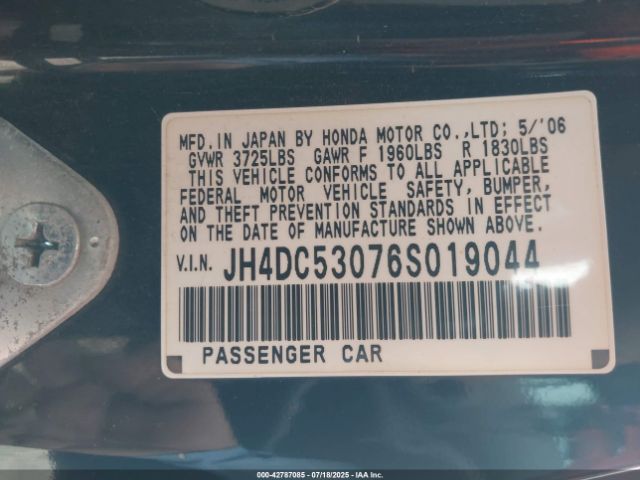 MFD. IN JAPAN BY HONDA MOTOR CO.,LTD; 5/'06
GVWR 3725LBS GAWR F 1960LBS R 1830LBS
THIS VEHICLE CONFORMS TO ALL APPLICABLE
FEDERAL MOTOR VEHICLE SAFETY, BUMPER,
AND THEFT PREVENTION STANDARDS IN EFFECT
ON THE DATE OF MANUFACTURE SHOWN ABOVE.
V.I.N. JH4DC53076S019044
PASSENGER CAR
000-42787085 - 07/18/2025 - IAA Inc.